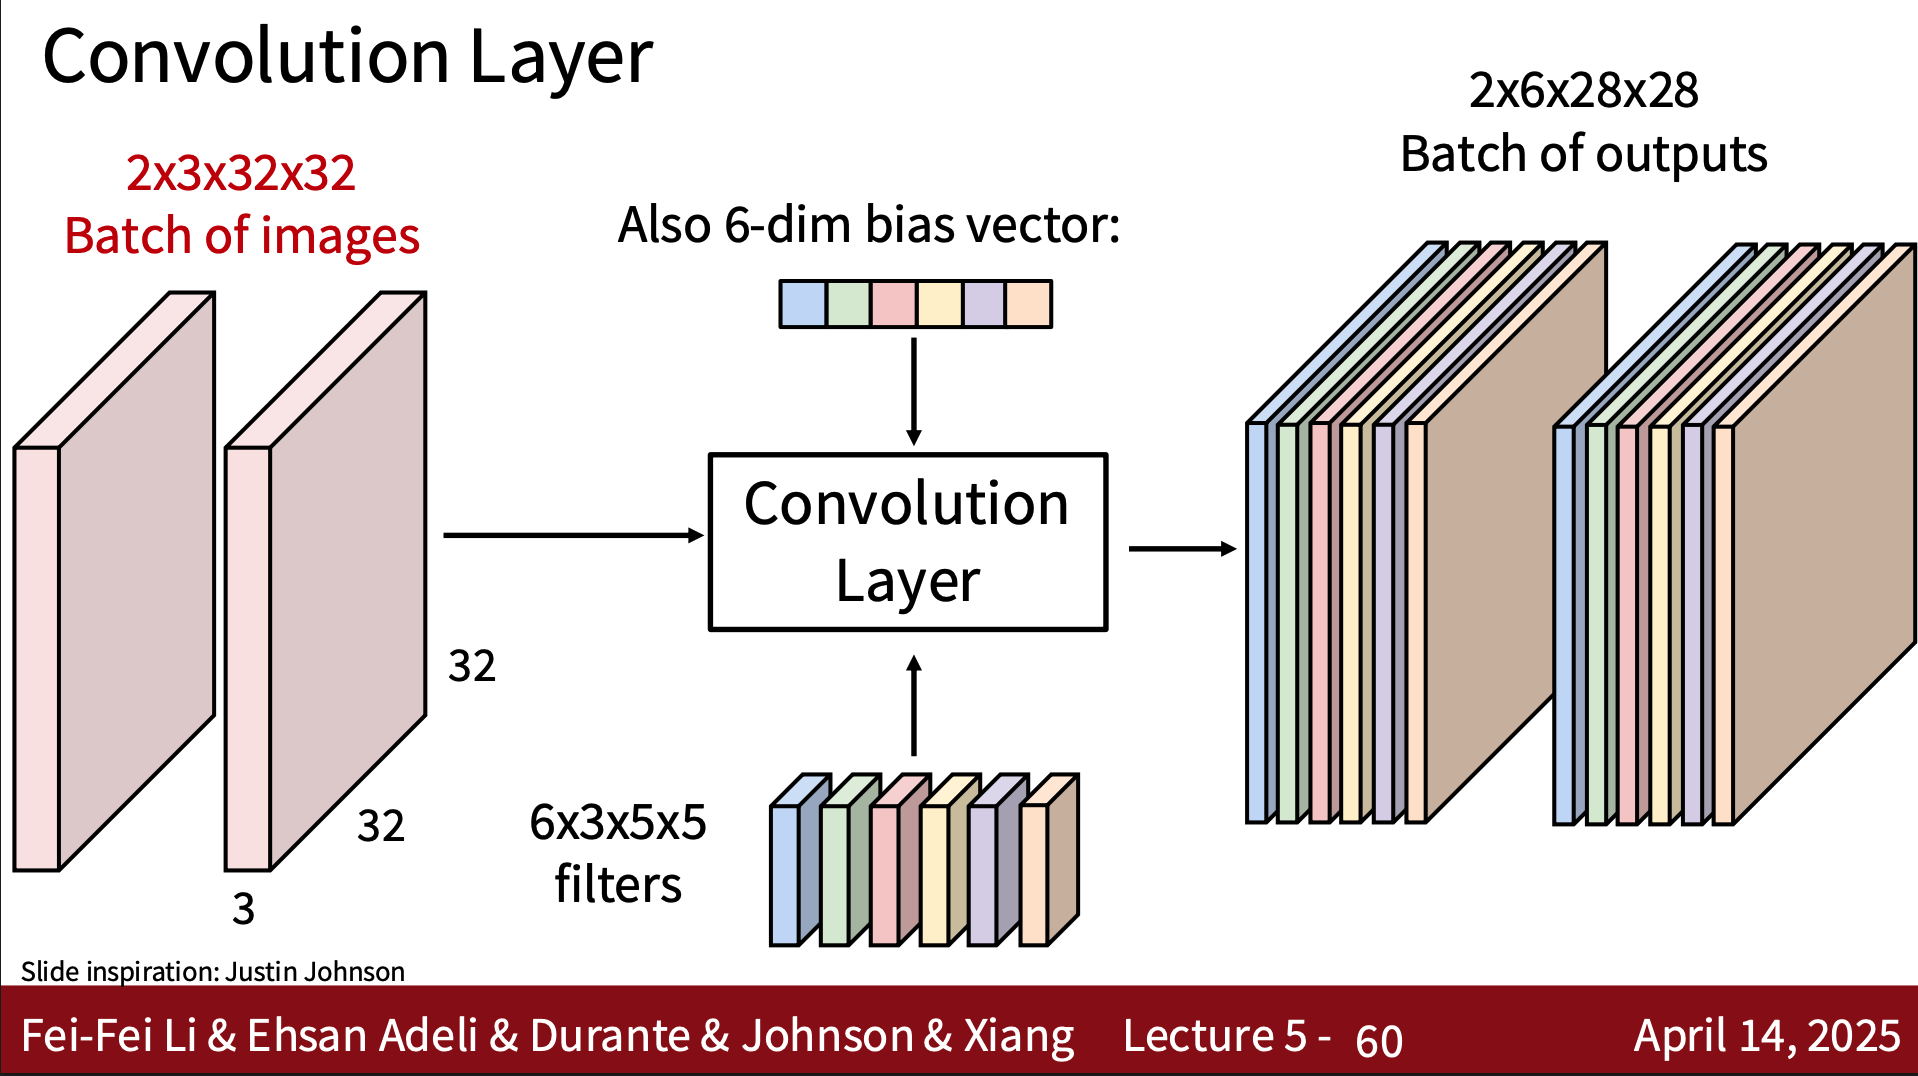 Convolution Layer
2x3x32x32
Batch of images
32
32
3
Also 6-dim bias vector:
Convolution
Layer
6x3x5x5
filters
2x6x28x28
Batch of outputs
Slide inspiration: Justin Johnson
Fei-Fei Li & Ehsan Adeli & Durante & Johnson & Xiang Lecture 5 - 60 April 14, 2025